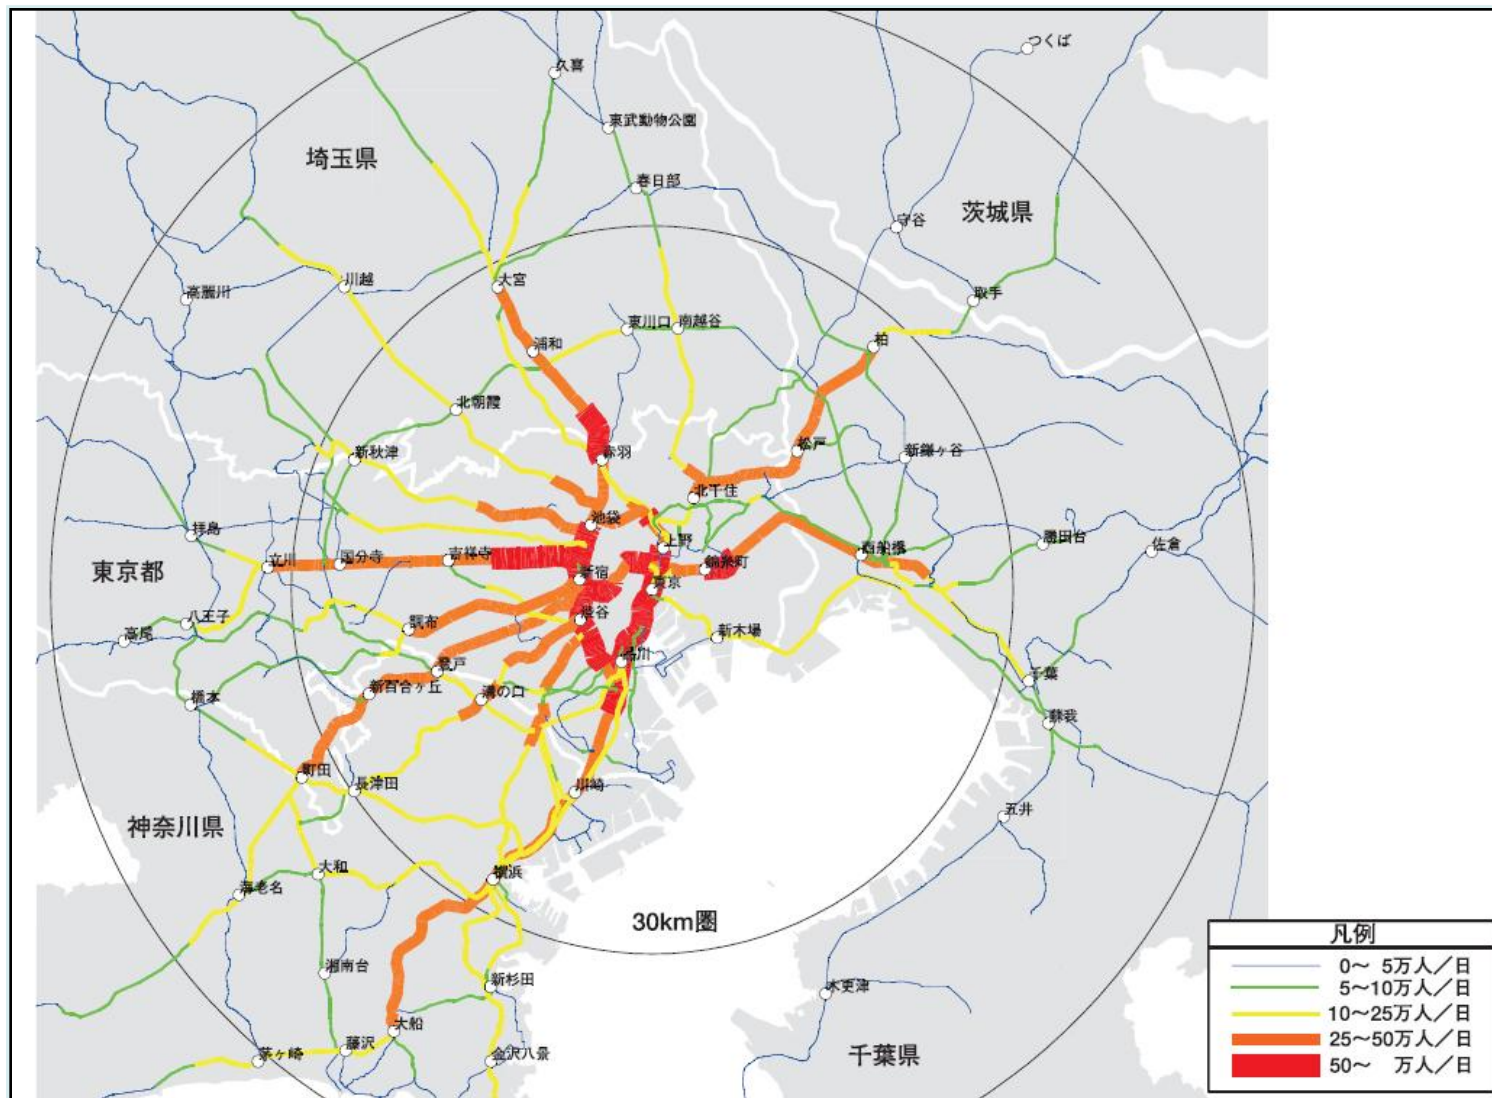 つくば
久喜
東武動物公園
埼玉県
春日部
茨城県
守谷
川越
大宮
高麗川
取手
東川口
南越谷
浦和
柏
北朝霞
新秋津
赤羽
松戸
新鎌ヶ谷
北千住
拝島
池袋
上野
西船橋
勝田台
佐倉
東京都
立川
国分寺
吉祥寺
新宿
錦糸町
東京
八王子
高尾
調布
渋谷
新木場
品川
登戸
新百合ヶ丘
溝の口
千葉
橋本
蘇我
町田
長津田
川崎
五井
神奈川県
大和
横浜
海老名
30km圏
湘南台
新杉田
木更津
大船
藤沢
茅ヶ崎
金沢八景
千葉県
凡例
0～ 5万人／日
5～10万人／日
10～25万人／日
25～50万人／日
50～ 万人／日